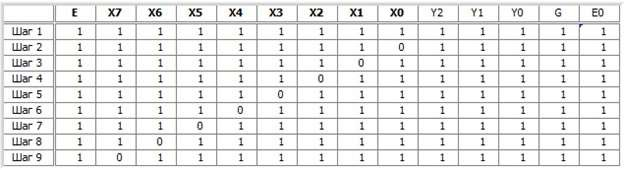 E X7 X6 X5 X4 X3 X2 X1 X0 Y2 Y1 Y0 G E0
Шаг 1 1 1 1 1 1 1 1 1 1 1 1 1 1 1
Шаг 2 1 1 1 1 1 1 1 1 0 1 1 1 1 1
Шаг 3 1 1 1 1 1 1 1 0 1 1 1 1 1 1
Шаг 4 1 1 1 1 1 1 0 1 1 1 1 1 1 1
Шаг 5 1 1 1 1 1 0 1 1 1 1 1 1 1 1
Шаг 6 1 1 1 1 0 1 1 1 1 1 1 1 1 1
Шаг 7 1 1 1 0 1 1 1 1 1 1 1 1 1 1
Шаг 8 1 1 0 1 1 1 1 1 1 1 1 1 1 1
Шаг 9 1 0 1 1 1 1 1 1 1 1 1 1 1 1